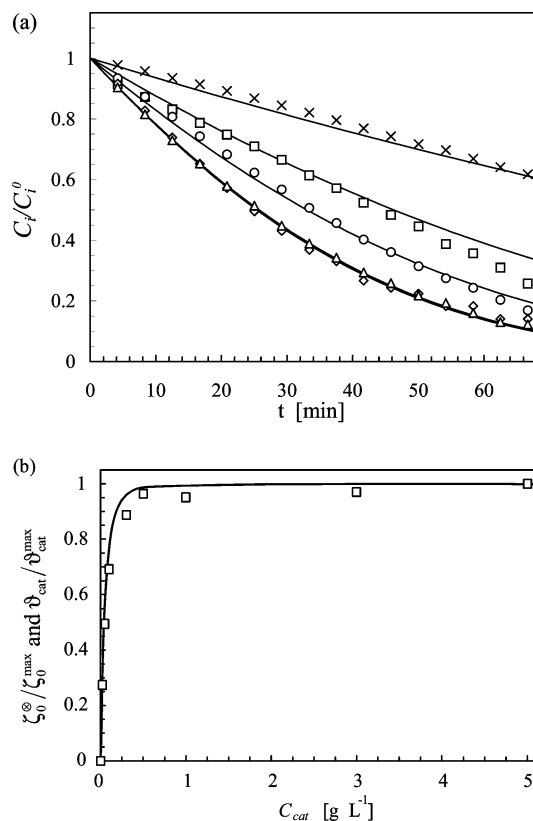 (a)
1
0.8
0.6
0.4
0.2
0
C_i/C_i^0
0 10 20 30 40 50 60
t [min]
(b)
1
0.8
0.6
0.4
0.2
0
ζ_0^⊗/ζ_0^max and ϑ_cat/ϑ_cat^max
0 1 2 3 4 5
C_cat [g L^-1]